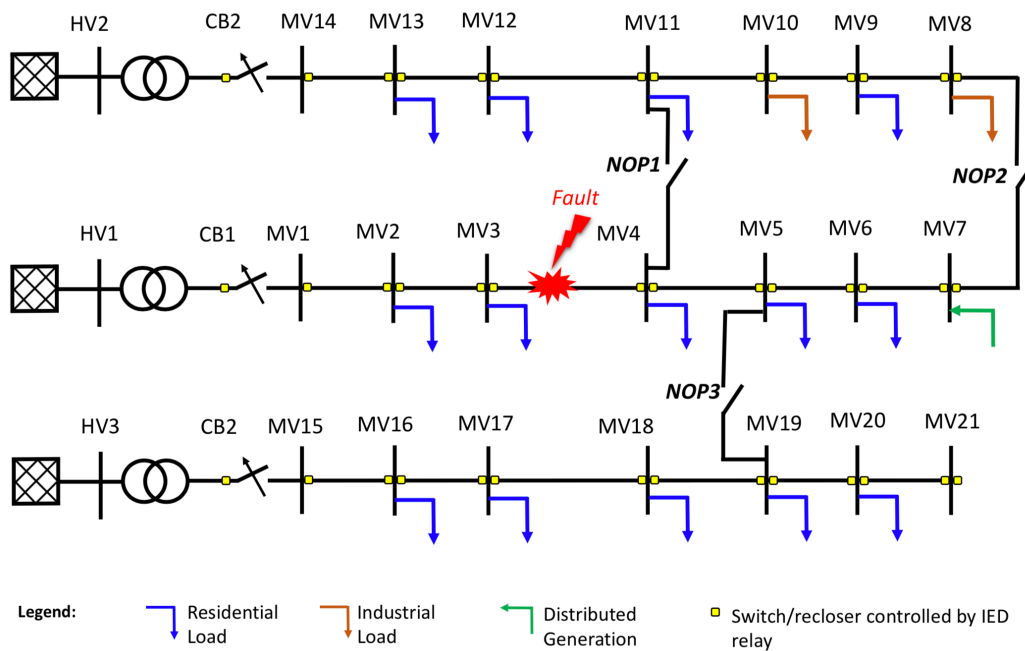 HV2
CB2
MV14
MV13
MV12
MV11
MV10
MV9
MV8
NOP1
NOP2
Fault
HV1
CB1
MV1
MV2
MV3
MV4
MV5
MV6
MV7
NOP3
HV3
CB2
MV15
MV16
MV17
MV18
MV19
MV20
MV21
Legend:
Residential
Load
Industrial
Load
Distributed
Generation
Switch/recloser controlled by IED
relay